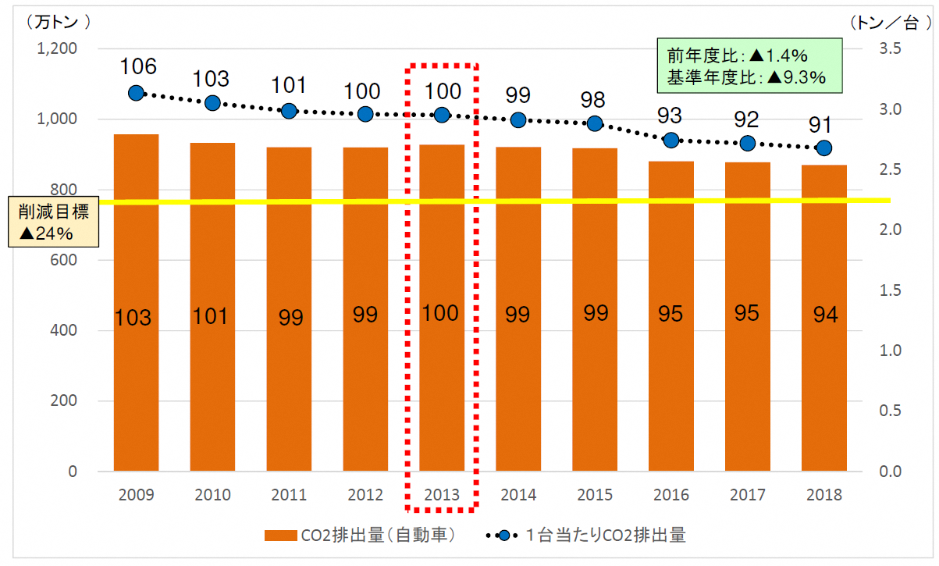 （万トン ）
（トン／台 ）
1,200
1,000
800
600
400
200
0
3.5
3.0
2.5
2.0
1.5
1.0
0.5
0.0
前年度比：▲1.4%
基準年度比：▲9.3%
削減目標
▲24%
106 103 101 100 100 99 98 93 92 91
103 101 99 99 100 99 99 95 95 94
2009 2010 2011 2012 2013 2014 2015 2016 2017 2018
CO2排出量（自動車） １台当たりCO2排出量